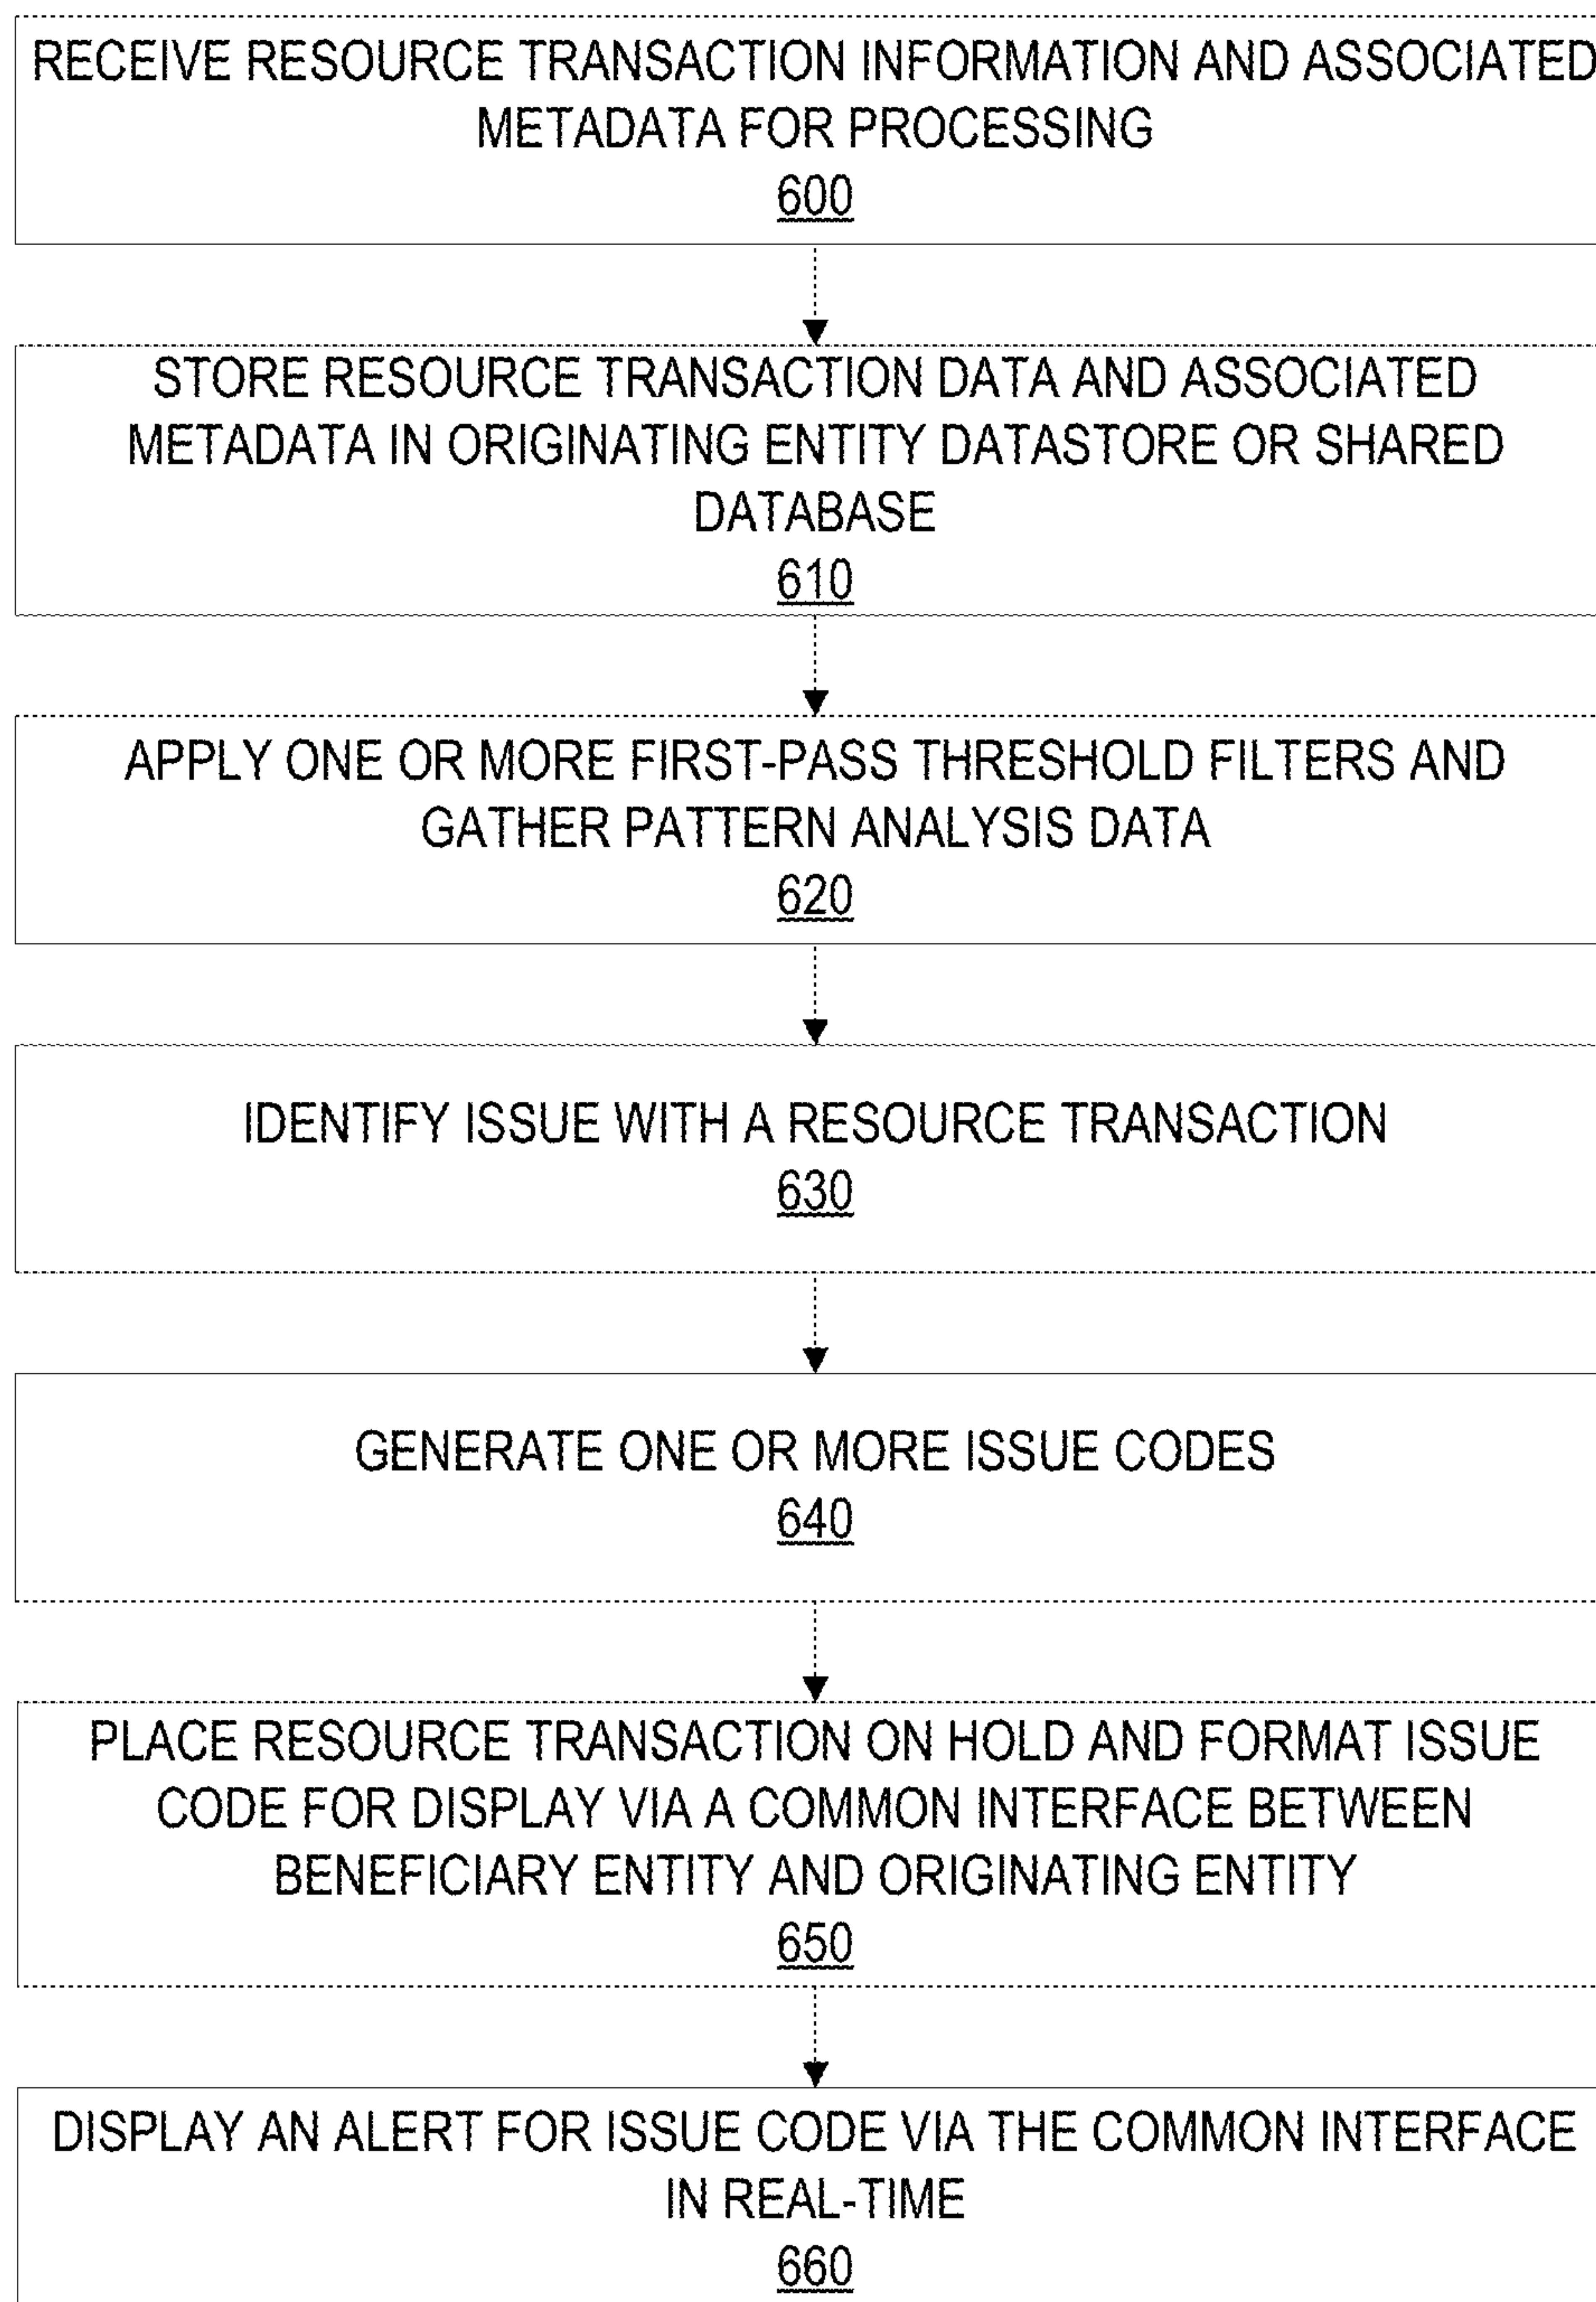 RECEIVE RESOURCE TRANSACTION INFORMATION AND ASSOCIATED
METADATA FOR PROCESSING
600
STORE RESOURCE TRANSACTION DATA AND ASSOCIATED
METADATA IN ORIGINATING ENTITY DATASTORE OR SHARED
DATABASE
610
APPLY ONE OR MORE FIRST-PASS THRESHOLD FILTERS AND
GATHER PATTERN ANALYSIS DATA
620
IDENTIFY ISSUE WITH A RESOURCE TRANSACTION
630
GENERATE ONE OR MORE ISSUE CODES
640
PLACE RESOURCE TRANSACTION ON HOLD AND FORMAT ISSUE
CODE FOR DISPLAY VIA A COMMON INTERFACE BETWEEN
BENEFICIARY ENTITY AND ORIGINATING ENTITY
650
DISPLAY AN ALERT FOR ISSUE CODE VIA THE COMMON INTERFACE
IN REAL-TIME
660